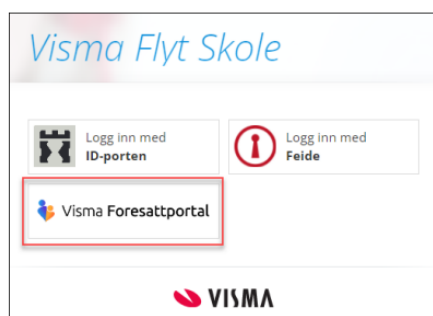 Visma Flyt Skole
Logg inn med
ID-porten
Logg inn med
Feide
Visma Foresattportal
VISMA